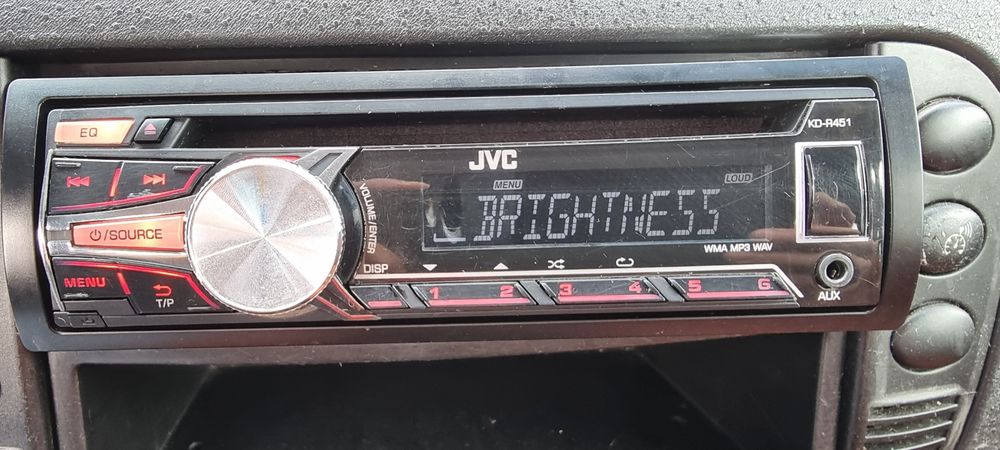 EQ
KD-R451
JVC
MENU
LOUD
BRIGHTNESS
VOLUME/ENTER
/SOURCE
WMA MP3 WAV
DISP
MENU
T/P
1 2 3 4 5 6
AUX